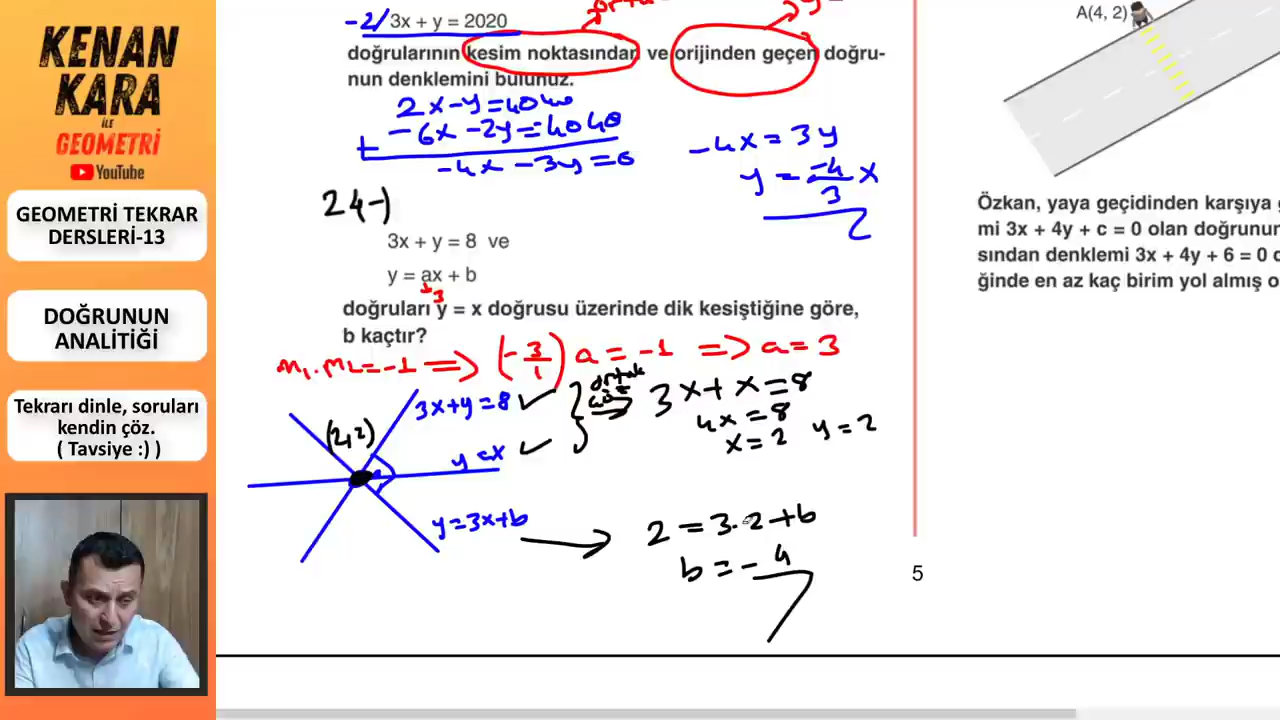 KENAN
KARA
İLE
GEOMETRİ
YouTube
GEOMETRİ TEKRAR
DERSLERİ-13
DOĞRUNUN
ANALİTİĞİ
Tekrarı dinle, soruları
kendin çöz.
( Tavsiye :) )
-2/ 3x + y = 2020
doğrularının kesim noktasından ve orijinden geçen doğru-
nun denklemini bulunuz.
2x-y=4040
+ -6x-2y=4040
-4x-3y=0
-4x=3y
y=-4/3 x
24-)
3x + y = 8 ve
y = ax + b
doğruları y = x doğrusu üzerinde dik kesiştiğine göre,
b kaçtır?
m1.m2=-1 => (-3/1) a=-1 => a=3
3x+y=8
y=x
(2,2)
y=3x+b
ortak
3x+x=8
4x=8
x=2 y=2
2=3.2+b
b=-4
5
A(4, 2)
Özkan, yaya geçidinden karşıya
mi 3x + 4y + c = 0 olan doğrunun
sından denklemi 3x + 4y + 6 = 0
ğinde en az kaç birim yol almış